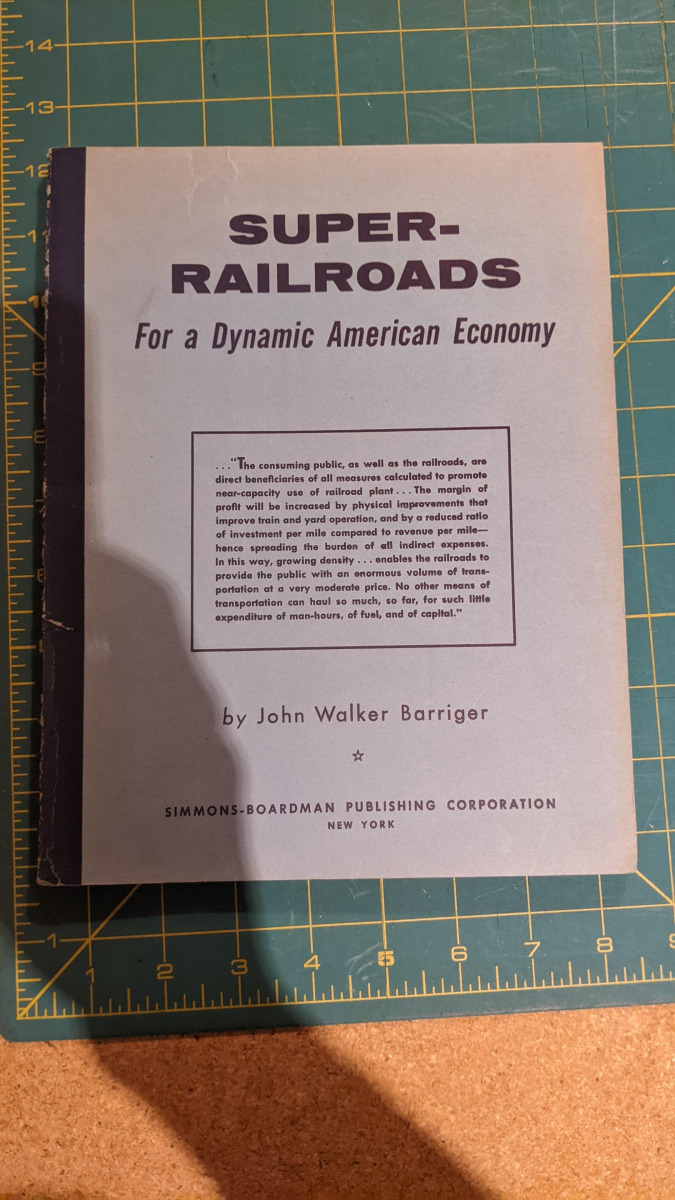 14
13
12
11
10
9
8
SUPER-
RAILROADS
For a Dynamic American Economy
..."The consuming public, as well as the railroads, are
direct beneficiaries of all measures calculated to promote
near-capacity use of railroad plant...The margin of
profit will be increased by physical improvements that
improve train and yard operation, and by a reduced ratio
of investment per mile compared to revenue per mile—
hence spreading the burden of all indirect expenses.
In this way, growing density...enables the railroads to
provide the public with an enormous volume of trans-
portation at a very moderate price. No other means of
transportation can haul so much, so far, for such little
expenditure of man-hours, of fuel, and of capital."
by John Walker Barriger
SIMMONS-BOARDMAN PUBLISHING CORPORATION
NEW YORK
1
1 2 3 4 5 6 7 8 9